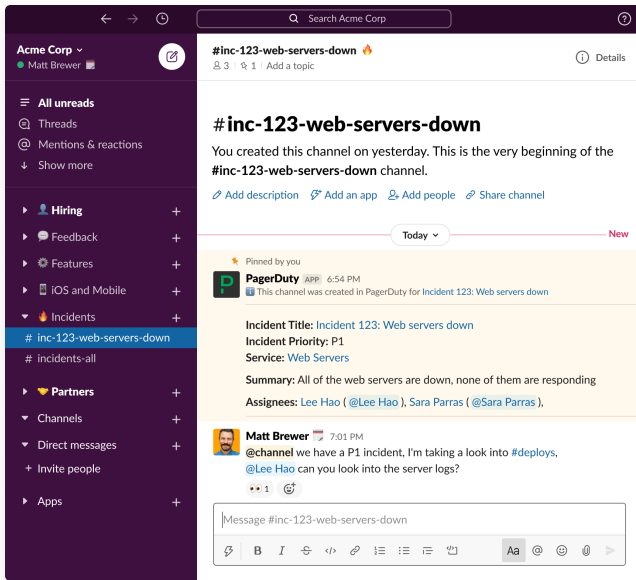 Search Acme Corp
Acme Corp
Matt Brewer
All unreads
Threads
Mentions & reactions
Show more
Hiring
Feedback
Features
iOS and Mobile
Incidents
# inc-123-web-servers-down
# incidents-all
Partners
Channels
Direct messages
+ Invite people
Apps
#inc-123-web-servers-down
3 | 1 | Add a topic
Details
#inc-123-web-servers-down
You created this channel on yesterday. This is the very beginning of the
#inc-123-web-servers-down channel.
Add description Add an app Add people Share channel
Today
New
Pinned by you
PagerDuty APP 6:54 PM
This channel was created in PagerDuty for Incident 123: Web servers down
Incident Title: Incident 123: Web servers down
Incident Priority: P1
Service: Web Servers
Summary: All of the web servers are down, none of them are responding
Assignees: Lee Hao ( @Lee Hao ), Sara Parras ( @Sara Parras ),
Matt Brewer 7:01 PM
@channel we have a P1 incident, I'm taking a look into #deploys,
@Lee Hao can you look into the server logs?
1
Message #inc-123-web-servers-down
B I S </> Aa @